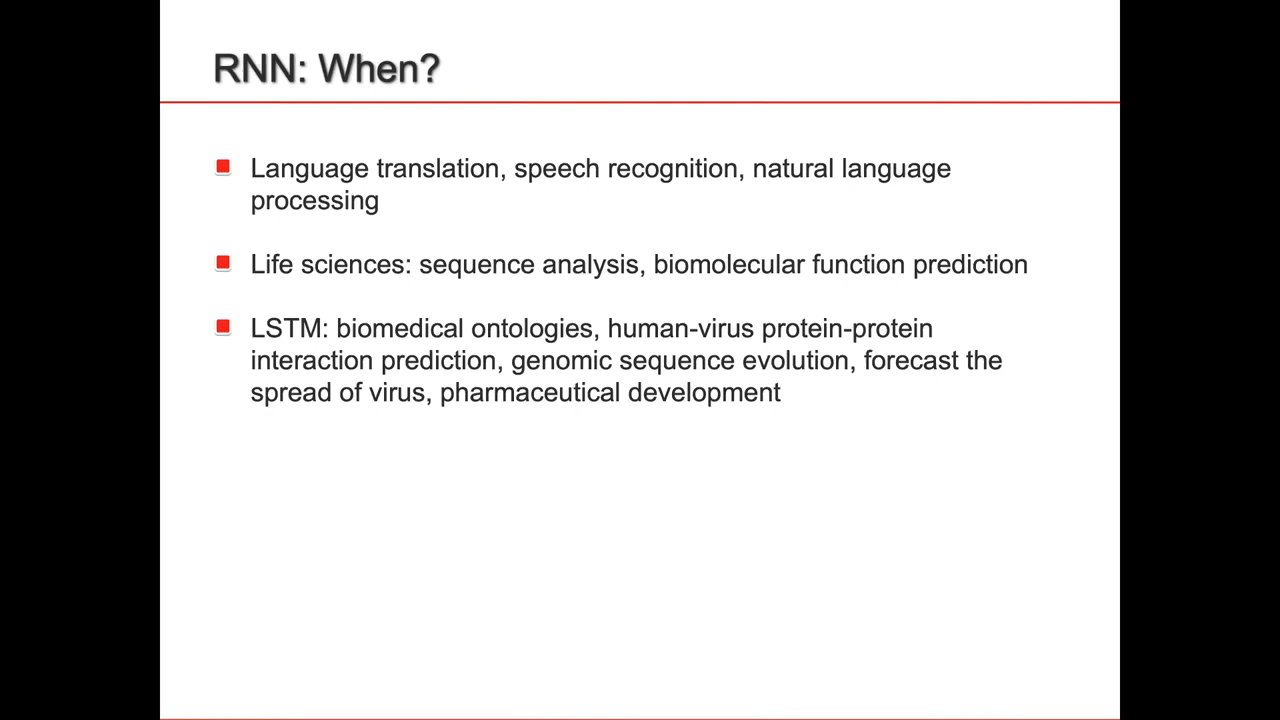 RNN: When?
Language translation, speech recognition, natural language
processing
Life sciences: sequence analysis, biomolecular function prediction
LSTM: biomedical ontologies, human-virus protein-protein
interaction prediction, genomic sequence evolution, forecast the
spread of virus, pharmaceutical development